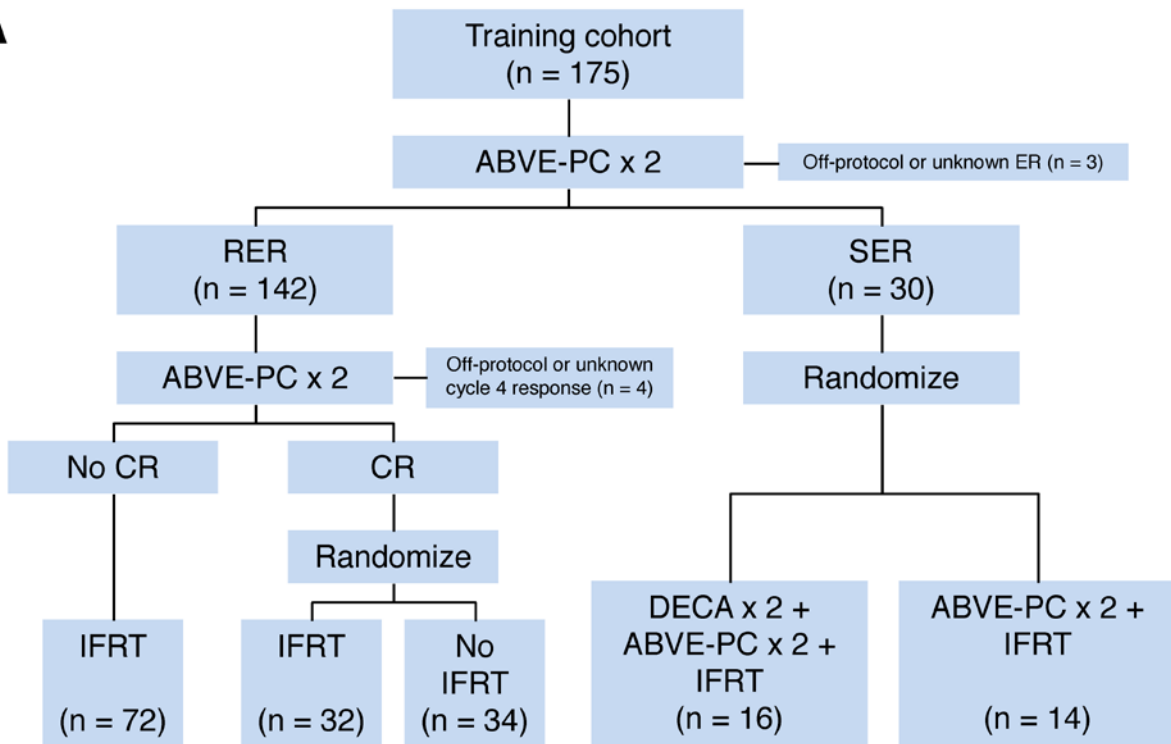 A
Training cohort
(n = 175)
ABVE-PC x 2
Off-protocol or unknown ER (n = 3)
RER
(n = 142)
SER
(n = 30)
ABVE-PC x 2
Off-protocol or unknown
cycle 4 response (n = 4)
Randomize
No CR
CR
Randomize
IFRT
(n = 72)
IFRT
(n = 32)
No
IFRT
(n = 34)
DECA x 2 +
ABVE-PC x 2 +
IFRT
(n = 16)
ABVE-PC x 2 +
IFRT
(n = 14)